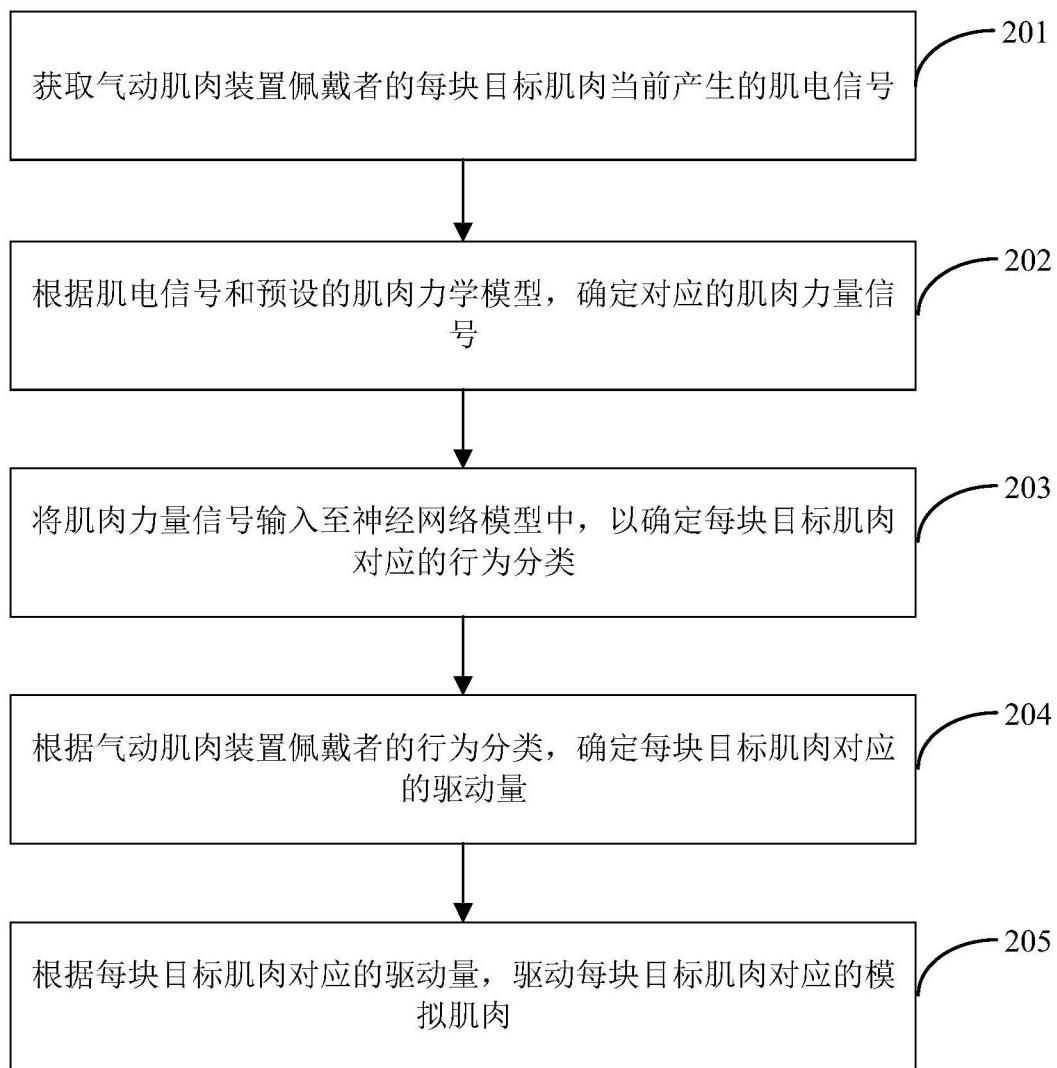 201
获取气动肌肉装置佩戴者的每块目标肌肉当前产生的肌电信号
202
根据肌电信号和预设的肌肉力学模型，确定对应的肌肉力量信
号
203
将肌肉力量信号输入至神经网络模型中，以确定每块目标肌肉
对应的行为分类
204
根据气动肌肉装置佩戴者的行为分类，确定每块目标肌肉对应
的驱动量
205
根据每块目标肌肉对应的驱动量，驱动每块目标肌肉对应的模
拟肌肉